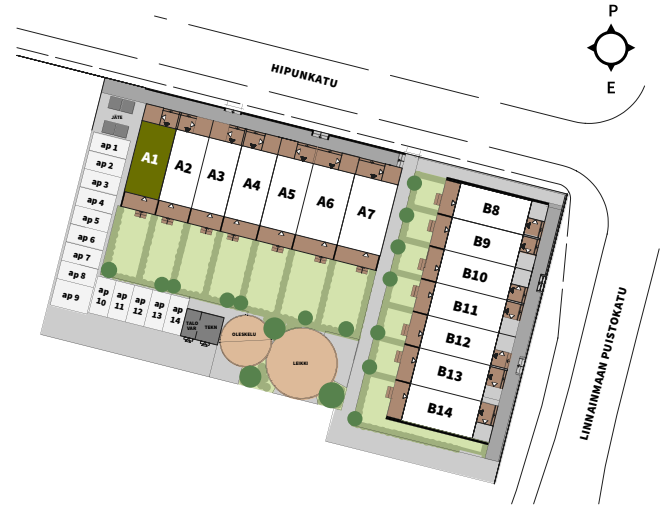 P
E
HIPUNKATU
LINNAINMAAN PUISTOKATU
JÄTE
ap 1
ap 2
ap 3
ap 4
ap 5
ap 6
ap 7
ap 8
ap 9
ap
10
ap
11
ap
12
ap
13
ap
14
A1
A2
A3
A4
A5
A6
A7
B8
B9
B10
B11
B12
B13
B14
TALO
VAR
TEKN
OLESKELU
LEIKKI